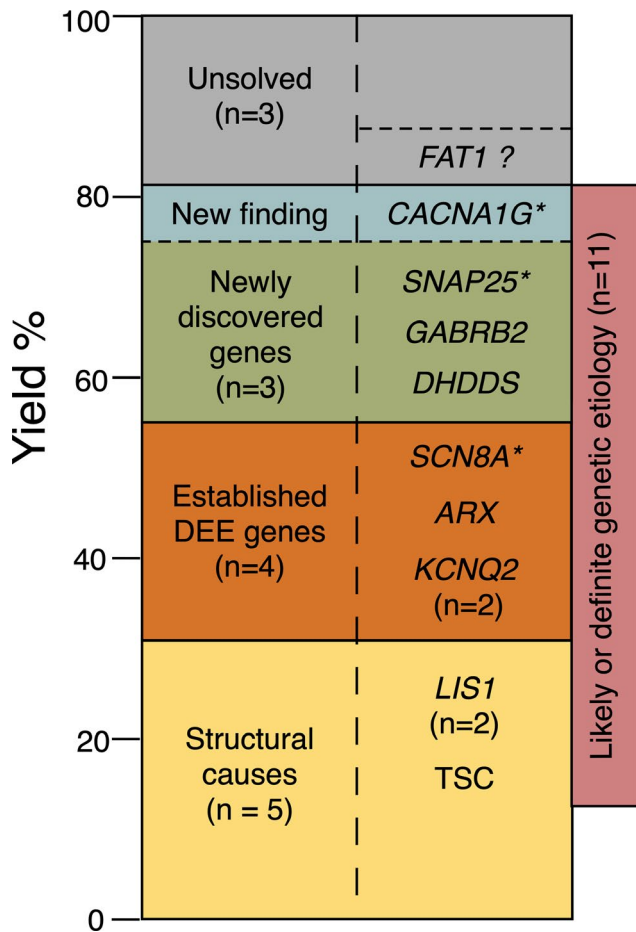 100
80
60
40
20
0
Yield %
Unsolved
(n=3)
FAT1 ?
New finding
CACNA1G*
Newly
discovered
genes
(n=3)
SNAP25*
GABRB2
DHDDS
Established
DEE genes
(n=4)
SCN8A*
ARX
KCNQ2
(n=2)
Structural
causes
(n = 5)
LIS1
(n=2)
TSC
Likely or definite genetic etiology (n=11)